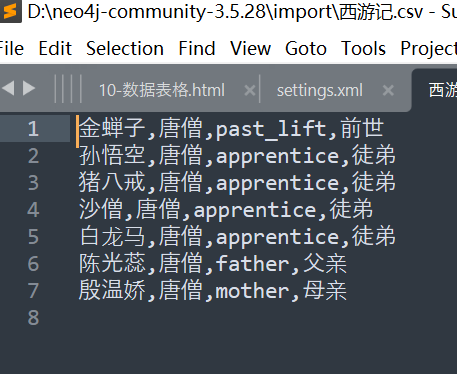 D:\neo4j-community-3.5.28\import\西游记.csv - Su
File Edit Selection Find View Goto Tools Project
10-数据表格.html settings.xml 西游
1 金蝉子,唐僧,past_lift,前世
2 孙悟空,唐僧,apprentice,徒弟
3 猪八戒,唐僧,apprentice,徒弟
4 沙僧,唐僧,apprentice,徒弟
5 白龙马,唐僧,apprentice,徒弟
6 陈光蕊,唐僧,father,父亲
7 殷温娇,唐僧,mother,母亲
8